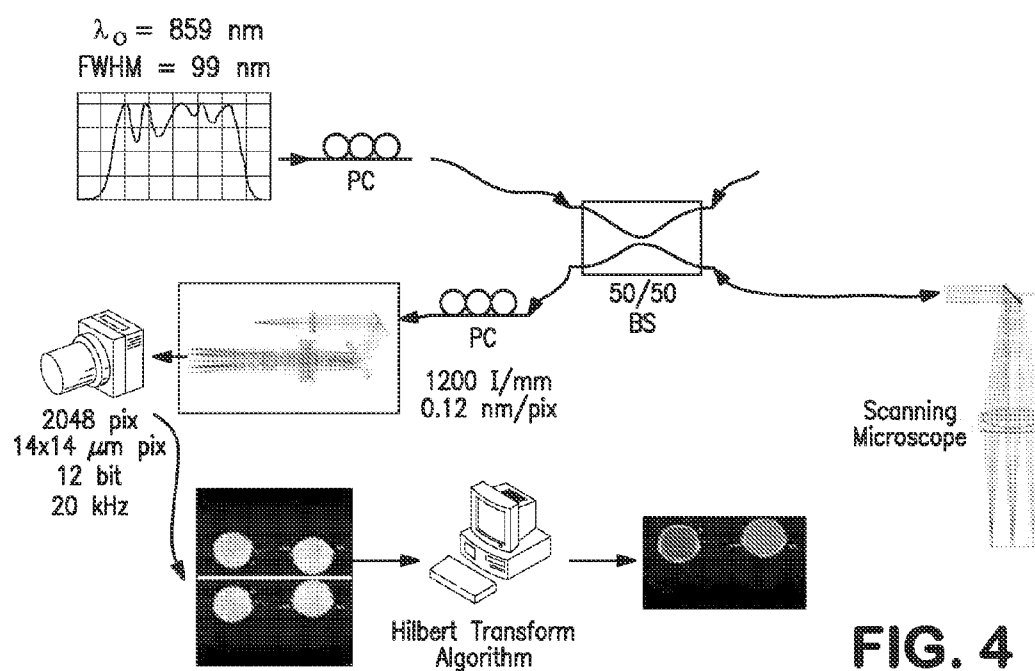 λo = 859 nm
FWHM = 99 nm
PC
50/50
BS
PC
1200 I/mm
0.12 nm/pix
2048 pix
14x14 μm pix
12 bit
20 kHz
Scanning
Microscope
Hilbert Transform
Algorithm
FIG. 4